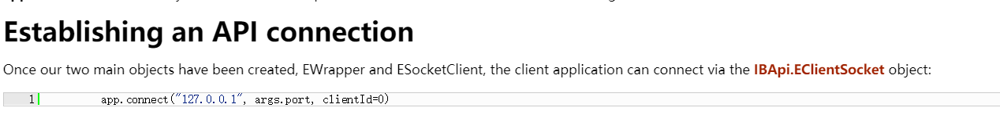 Establishing an API connection
Once our two main objects have been created, EWrapper and ESocketClient, the client application can connect via the IBApi.EClientSocket object:
1 app.connect("127.0.0.1", args.port, clientId=0)